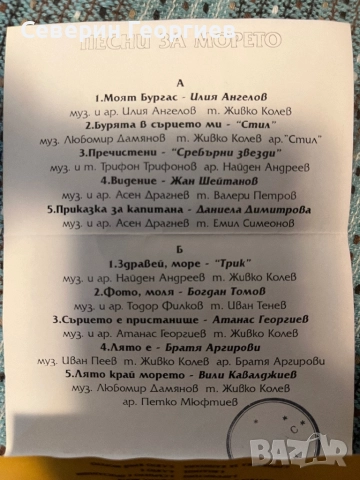 Северин Георгиев
ПЕСНИ ЗА МОРЕТО
А
1.Моят Бургас - Илия Ангелов
муз. и ар. Илия Ангелов т. Живко Колев
2.Бурята в сърцето ми - "Стил"
муз. Любомир Дамянов т. Живко Колев ар."Стил"
3.Пречистени - "Сребърни звезди"
муз. и т. Трифон Трифонов ар. Найден Андреев
4.Видение - Жан Шейтанов
муз. и ар. Асен Драгнев т. Валери Петров
5.Приказка за капитана - Даниела Димитрова
муз. и ар. Асен Драгнев т. Емил Симеонов
Б
1.Здравей, море - "Трик"
муз. и ар. Найден Андреев т. Живко Колев
2.Фото, моля - Богдан Томов
муз. и ар. Тодор Филков т. Иван Тенев
3.Сърцето е пристанище - Атанас Георгиев
муз. и ар. Атанас Георгиев т. Живко Колев
4.Лято е - Братя Аргирови
муз. Иван Пеев т. Живко Колев ар. Братя Аргирови
5.Лято край морето - Вили Кавалджиев
муз. Любомир Дамянов т. Живко Колев
ар. Петко Мюфтиев
bazar.bg